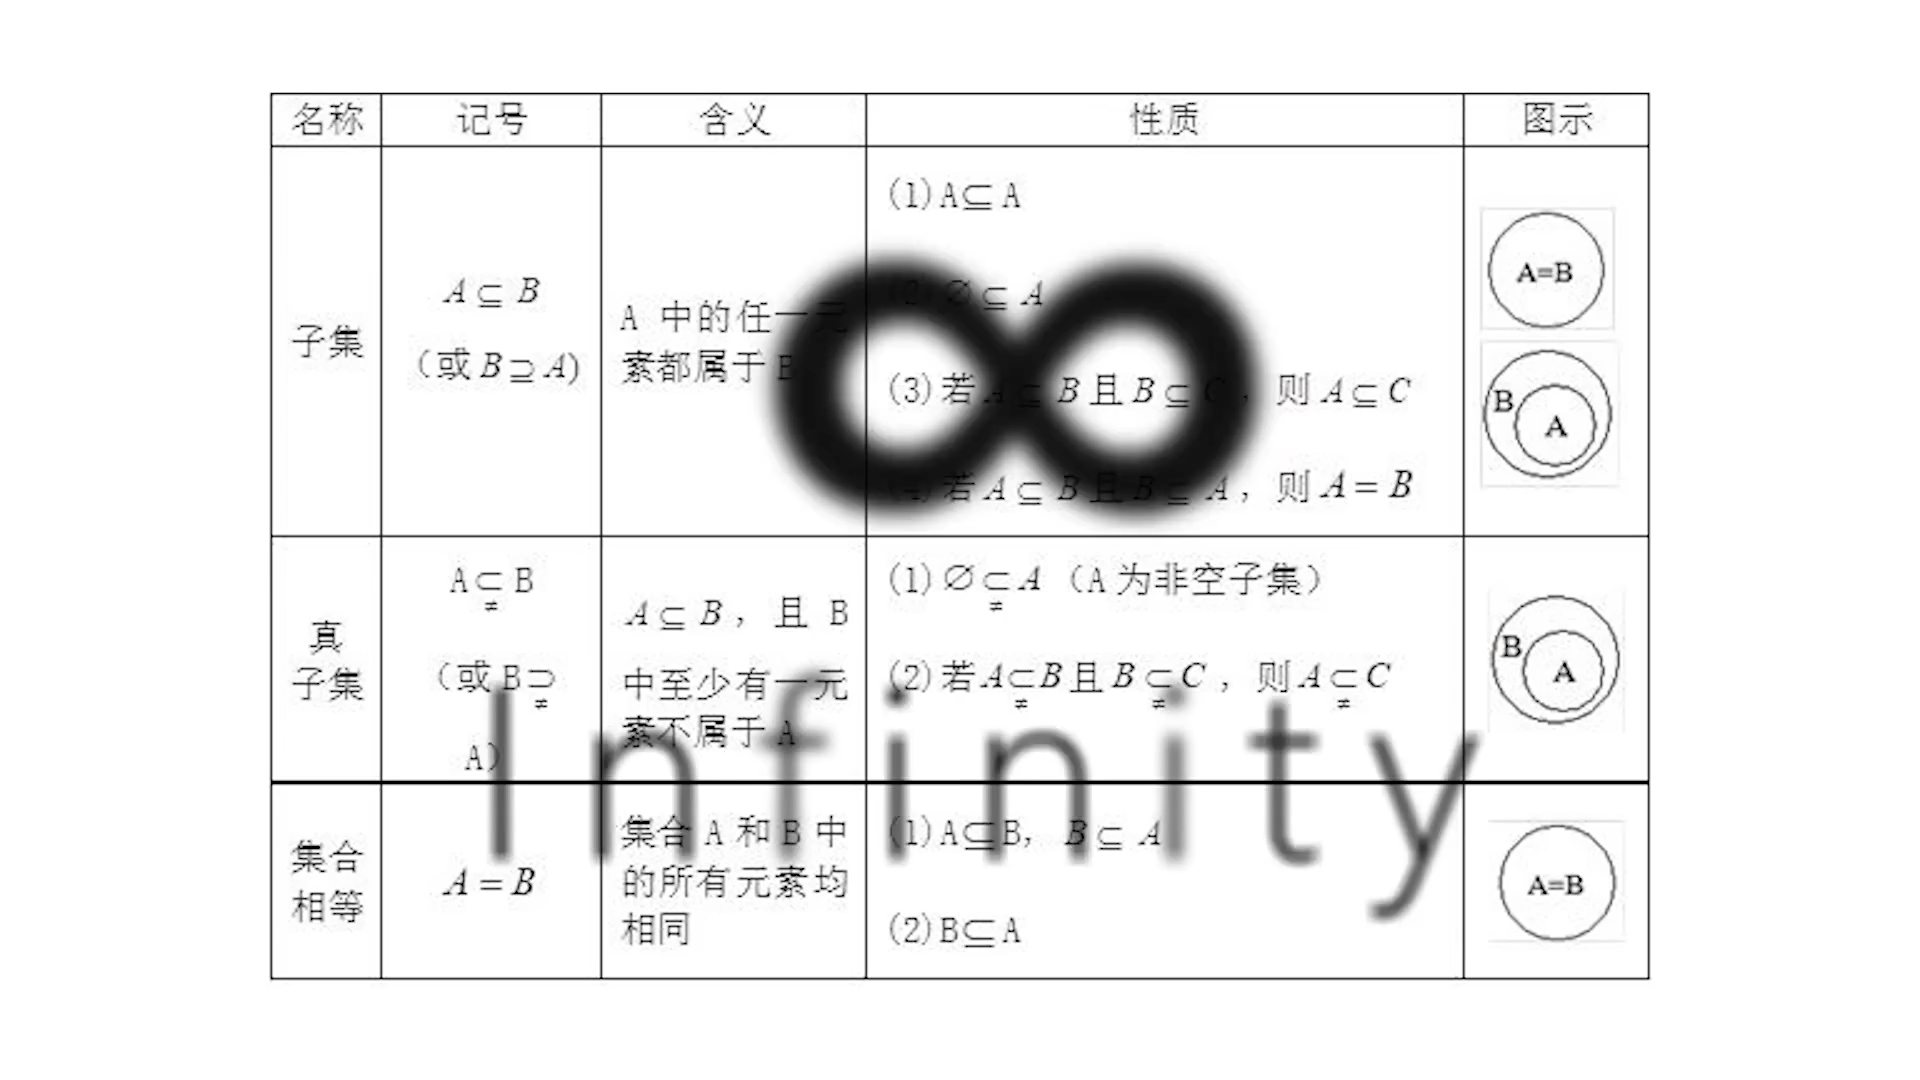 名称 记号 含义 性质 图示
子集
A ⊆ B
（或 B ⊇ A)
A 中的任一元
素都属于 B
(1) A ⊆ A
(2) ∅ ⊆ A
(3) 若 A ⊆ B 且 B ⊆ C ，则 A ⊆ C
(4) 若 A ⊆ B 且 B ⊆ A ，则 A = B
A=B
B
A
真
子集
A ⫋ B
（或 B ⫌
A）
A ⊆ B ，且 B
中至少有一元
素不属于 A
(1) ∅ ⫋ A （A 为非空子集）
(2) 若 A ⫋ B 且 B ⫋ C ，则 A ⫋ C
B
A
集合
相等
A = B
集合 A 和 B 中
的所有元素均
相同
(1) A ⊆ B， B ⊆ A
(2) B ⊆ A
A=B
∞
Infinity